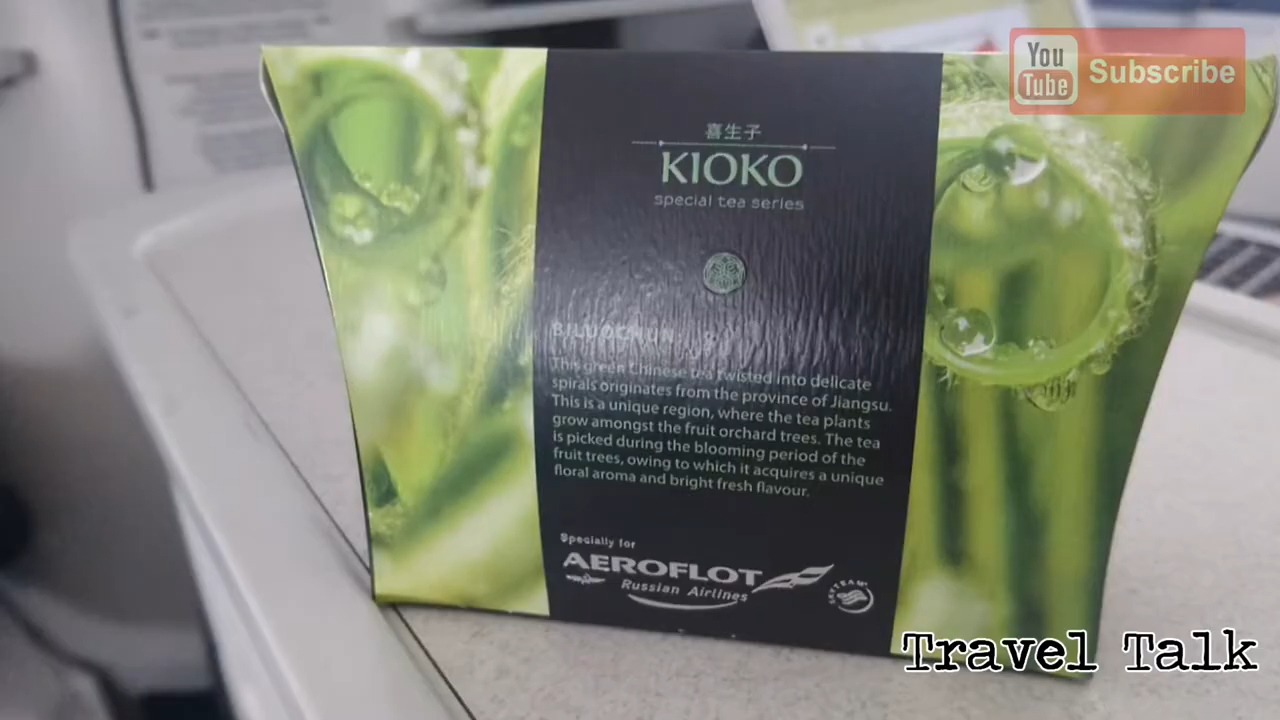 You
Tube
Subscribe
喜生子
KIOKO
special tea series
BILUOCHUN
This green Chinese tea twisted into delicate
spirals originates from the province of Jiangsu.
This is a unique region, where the tea plants
grow amongst the fruit orchard trees. The tea
is picked during the blooming period of the
fruit trees, owing to which it acquires a unique
floral aroma and bright fresh flavour.
Specially for
AEROFLOT
Russian Airlines
SKYTEAM
Travel Talk